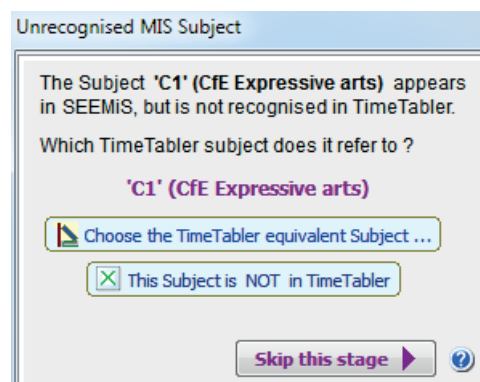 Unrecognised MIS Subject
The Subject 'C1' (CfE Expressive arts) appears
in SEEMiS, but is not recognised in TimeTabler.
Which TimeTabler subject does it refer to ?
'C1' (CfE Expressive arts)
Choose the TimeTabler equivalent Subject ...
This Subject is NOT in TimeTabler
Skip this stage
?